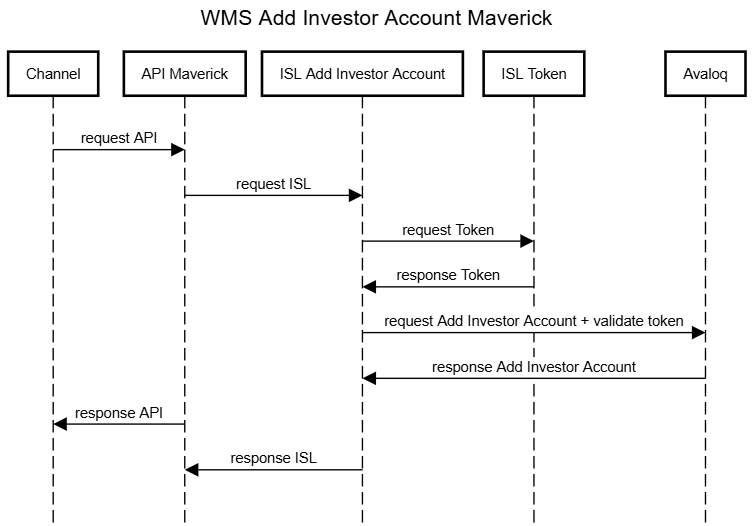 WMS Add Investor Account Maverick
Channel
API Maverick
ISL Add Investor Account
ISL Token
Avaloq
request API
request ISL
request Token
response Token
request Add Investor Account + validate token
response Add Investor Account
response API
response ISL